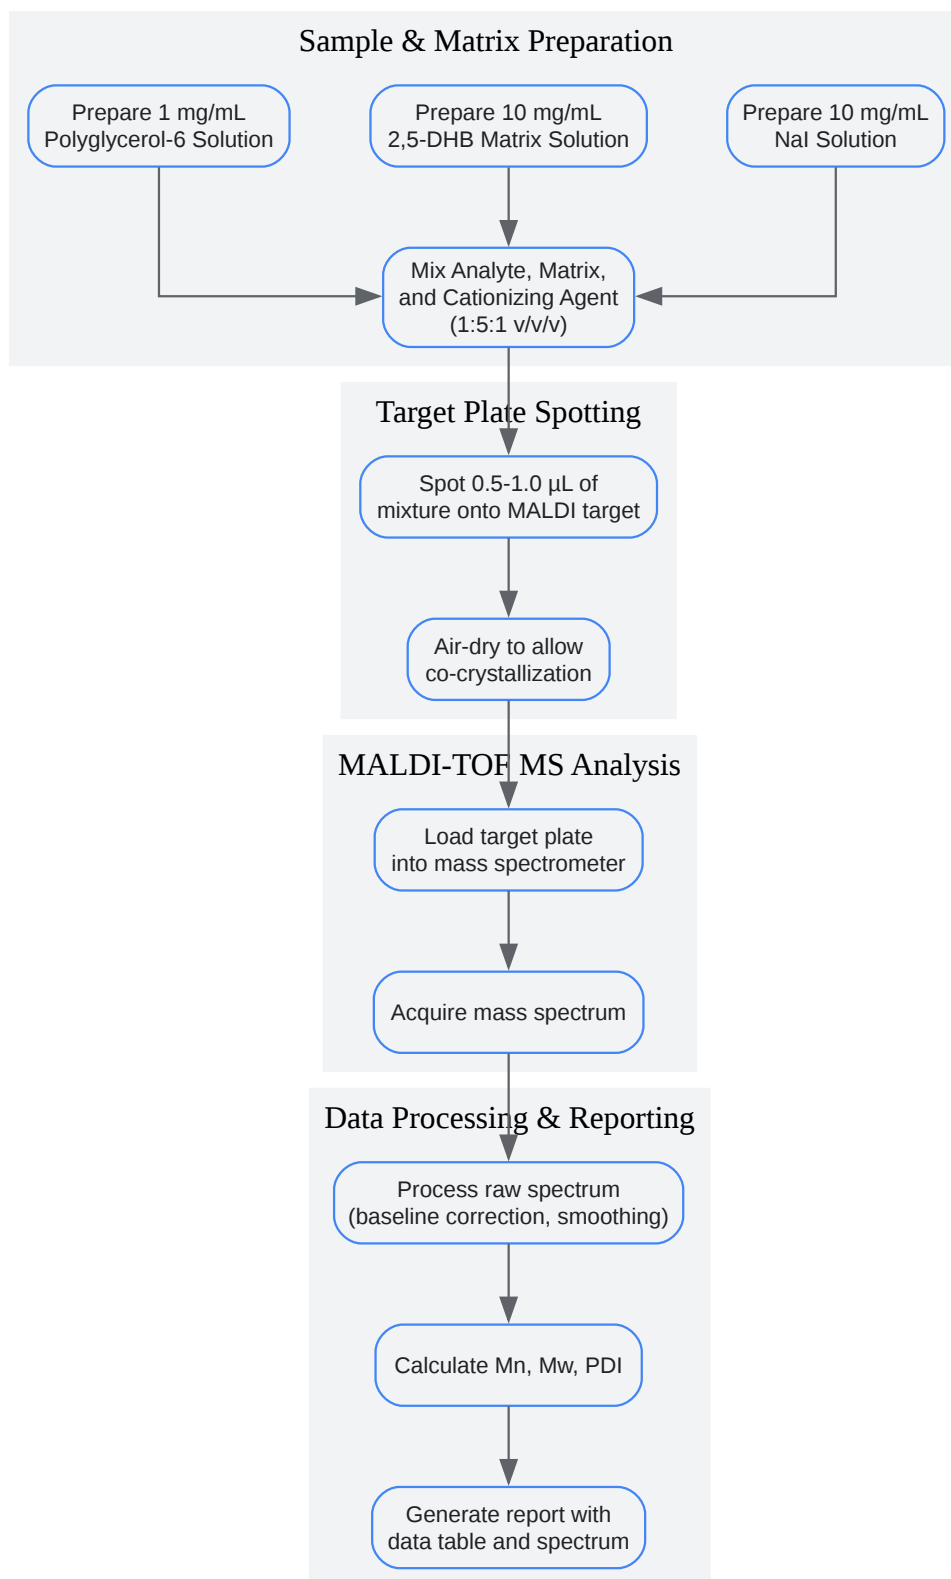 Sample & Matrix Preparation
Prepare 1 mg/mL
Polyglycerol-6 Solution
Prepare 10 mg/mL
2,5-DHB Matrix Solution
Prepare 10 mg/mL
NaI Solution
Mix Analyte, Matrix,
and Cationizing Agent
(1:5:1 v/v/v)
Target Plate Spotting
Spot 0.5-1.0 µL of
mixture onto MALDI target
Air-dry to allow
co-crystallization
MALDI-TOF MS Analysis
Load target plate
into mass spectrometer
Acquire mass spectrum
Data Processing & Reporting
Process raw spectrum
(baseline correction, smoothing)
Calculate Mn, Mw, PDI
Generate report with
data table and spectrum